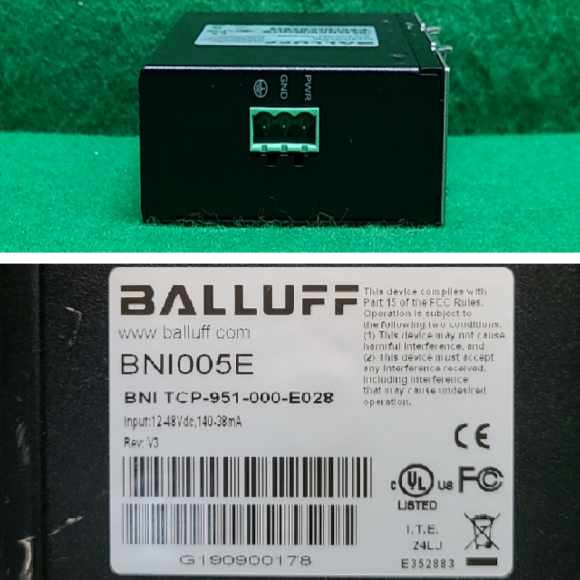 BALLUFF
PWR
GND
BALLUFF
www.balluff.com
BNI005E
BNI TCP-951-000-E028
Input:12-48Vdc,140-38mA
Rev: V3
G190900178
This device complies with
Part 15 of the FCC Rules.
Operation is subject to
the following two conditions:
(1) This device may not cause
harmful interference, and
(2) This device must accept
any interference received,
including interference
that may cause undesired
operation.
CE
c UL us FC
LISTED
I.T.E.
24LJ
E352883